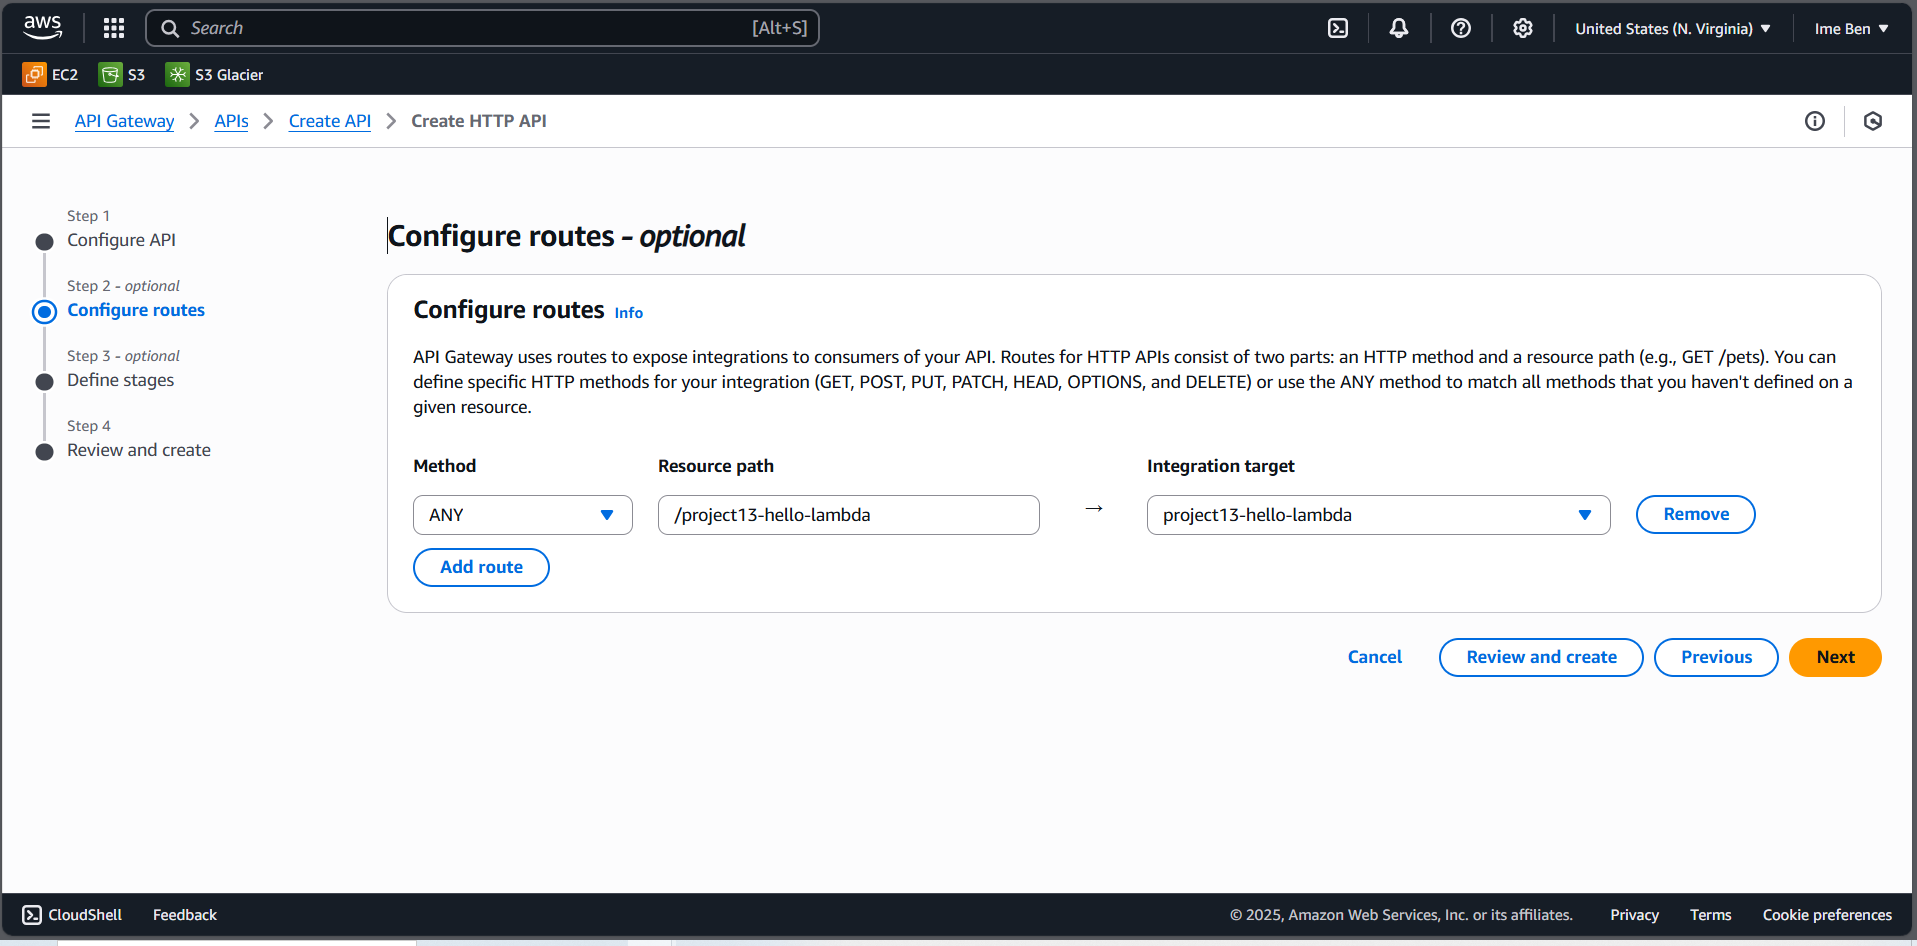 aws
Search [Alt+S]
United States (N. Virginia)
Ime Ben
EC2 S3 S3 Glacier
API Gateway APIs Create API Create HTTP API
Step 1
Configure API
Step 2 - optional
Configure routes
Step 3 - optional
Define stages
Step 4
Review and create
Configure routes - optional
Configure routes Info
API Gateway uses routes to expose integrations to consumers of your API. Routes for HTTP APIs consist of two parts: an HTTP method and a resource path (e.g., GET /pets). You can
define specific HTTP methods for your integration (GET, POST, PUT, PATCH, HEAD, OPTIONS, and DELETE) or use the ANY method to match all methods that you haven't defined on a
given resource.
Method Resource path Integration target
ANY /project13-hello-lambda → project13-hello-lambda Remove
Add route
Cancel Review and create Previous Next
CloudShell Feedback © 2025, Amazon Web Services, Inc. or its affiliates. Privacy Terms Cookie preferences